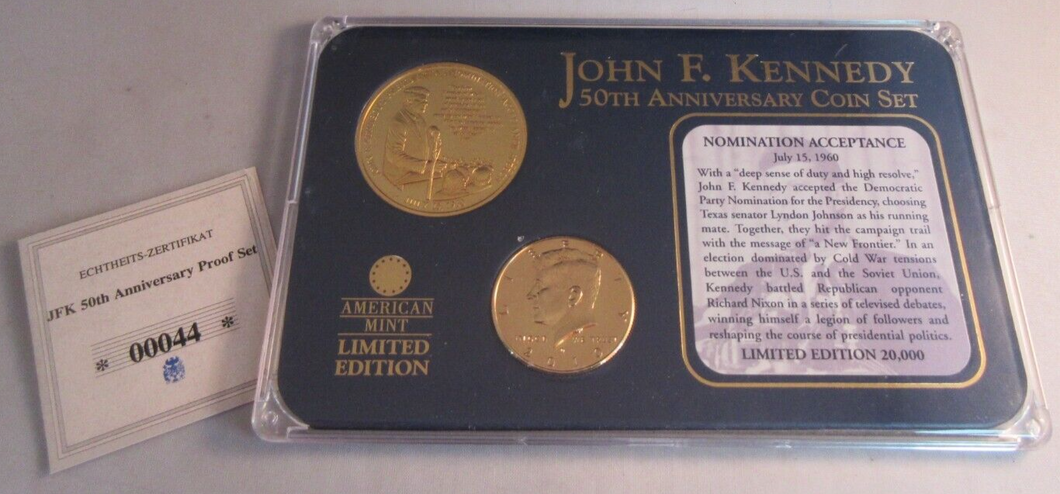 ECHTHEITS-ZERTIFIKAT
JFK 50th Anniversary Proof Set
* 00044 *
JOHN F. KENNEDY
50TH ANNIVERSARY COIN SET
AMERICAN
MINT
LIMITED
EDITION
LIBERTY
2010
NOMINATION ACCEPTANCE
July 15, 1960
With a “deep sense of duty and high resolve,”
John F. Kennedy accepted the Democratic
Party Nomination for the Presidency, choosing
Texas senator Lyndon Johnson as his running
mate. Together, they hit the campaign trail
with the message of “a New Frontier.” In an
election dominated by Cold War tensions
between the U.S. and the Soviet Union,
Kennedy battled Republican opponent
Richard Nixon in a series of televised debates,
winning himself a legion of followers and
reshaping the course of presidential politics.
LIMITED EDITION 20,000